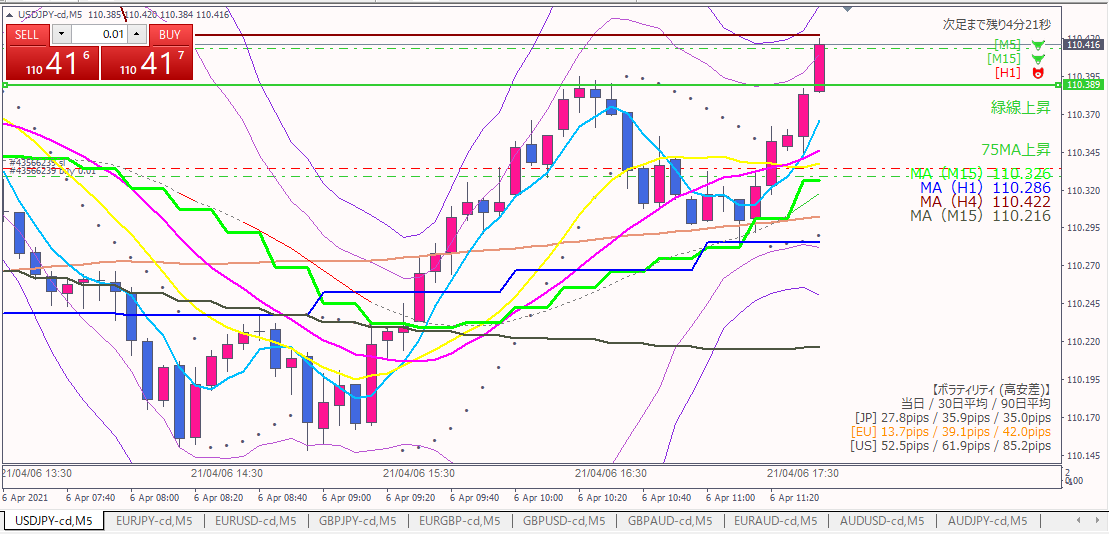 USDJPY-cd,M5 110.385 110.420 110.384 110.416
SELL 0.01 BUY
110 41 6 110 41 7
次足まで残り4分21秒
[M5]
[M15]
[H1]
緑線上昇
75MA上昇
MA（M15）110.326
MA（H1）110.286
MA（H4）110.422
MA（M15）110.216
#43566235 sl
#43566239 buy 0.01
【ボラティリティ (高安差)】
当日 / 30日平均 / 90日平均
[JP] 27.8pips / 35.9pips / 35.0pips
[EU] 13.7pips / 39.1pips / 42.0pips
[US] 52.5pips / 61.9pips / 85.2pips
110.420
110.416
110.395
110.389
110.370
110.345
110.320
110.295
110.270
110.245
110.220
110.195
110.170
110.145
21/04/06 13:30 21/04/06 14:30 21/04/06 15:30 21/04/06 16:30 21/04/06 17:30
6 Apr 2021 6 Apr 07:40 6 Apr 08:00 6 Apr 08:20 6 Apr 08:40 6 Apr 09:00 6 Apr 09:20 6 Apr 09:40 6 Apr 10:00 6 Apr 10:20 6 Apr 10:40 6 Apr 11:00 6 Apr 11:20
USDJPY-cd,M5 EURJPY-cd,M5 EURUSD-cd,M5 GBPJPY-cd,M5 EURGBP-cd,M5 GBPUSD-cd,M5 GBPAUD-cd,M5 EURAUD-cd,M5 AUDUSD-cd,M5 AUDJPY-cd,M5